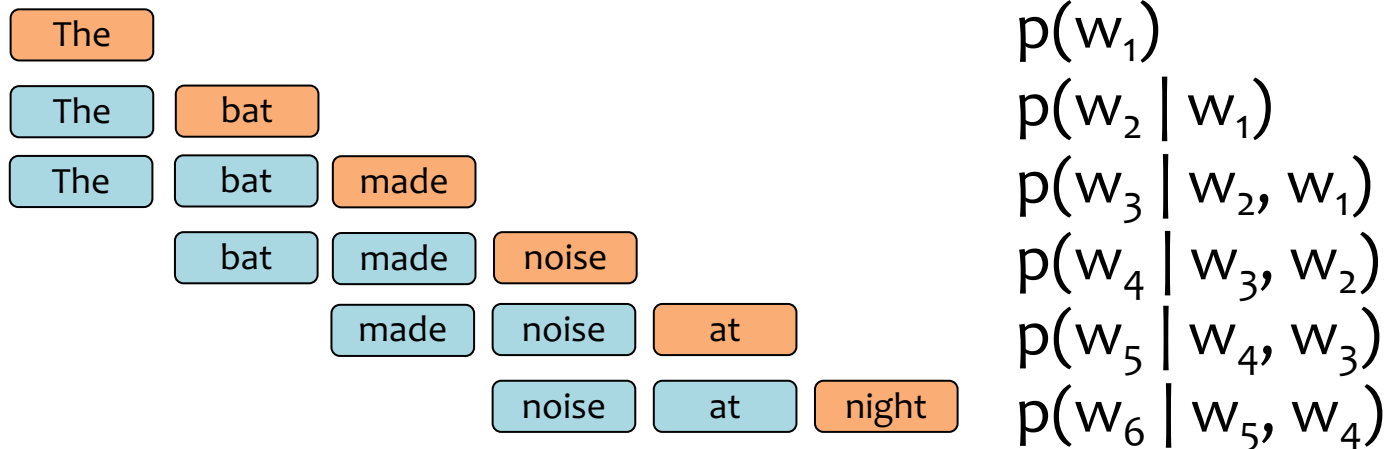 The p(w₁)
The bat p(w₂ | w₁)
The bat made p(w₃ | w₂, w₁)
bat made noise p(w₄ | w₃, w₂)
made noise at p(w₅ | w₄, w₃)
noise at night p(w₆ | w₅, w₄)